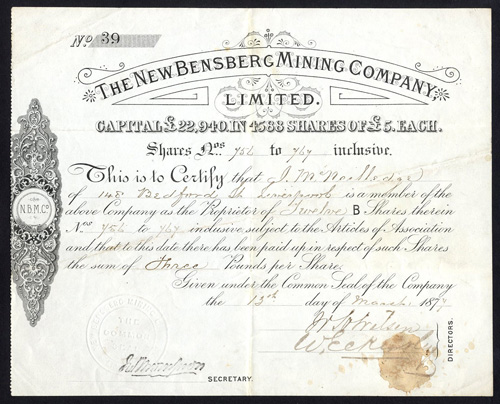 No 39
THE NEW BENSBERG MINING COMPANY,
LIMITED.
CAPITAL £22,940, IN 4588 SHARES OF £5. EACH.
Shares Nos 756 to 767 inclusive.
This is to Certify that
of 148 Bedford St. Liverpool is a member of the
above Company as the Proprietor of Twelve B Shares therein
Nos 756 to 767 inclusive subject to the Articles of Association
and that to this date there has been paid up in respect of such Shares
the sum of three Pounds per Share.
Given under the Common Seal of the Company
the 13th day of March 187
N.B.M.Co
SECRETARY.
DIRECTORS.